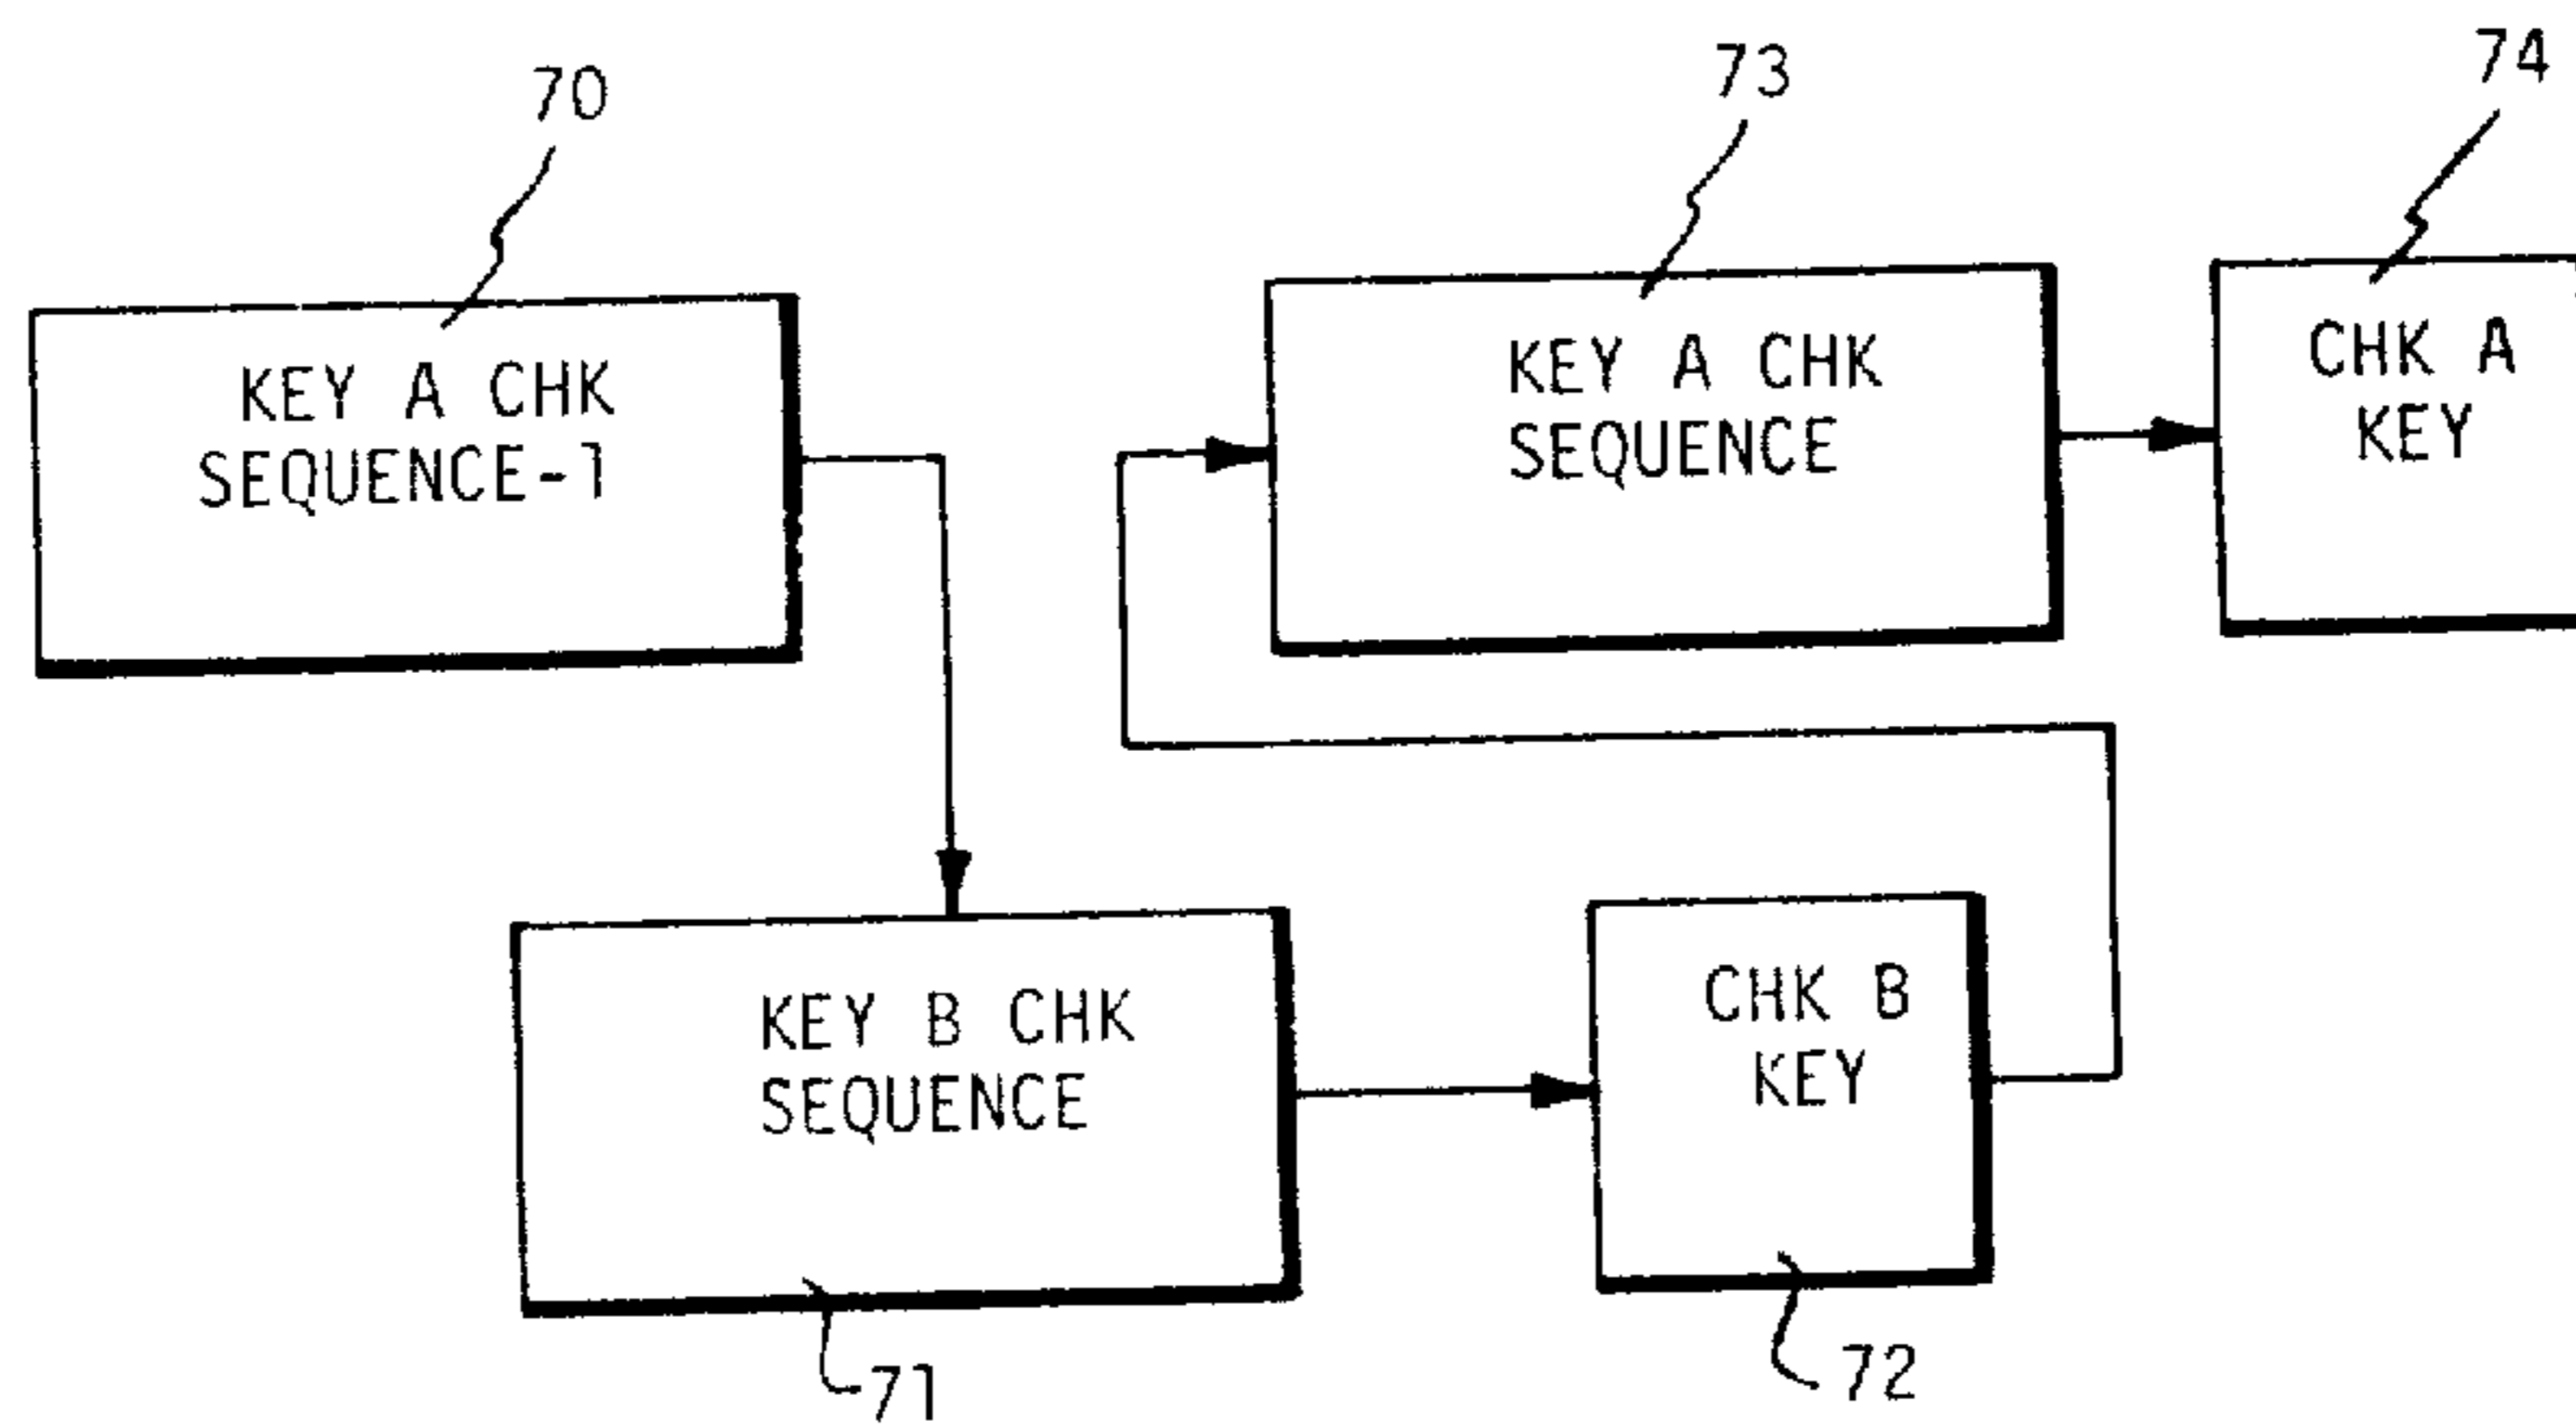 70
73
74
KEY A CHK
SEQUENCE-1
KEY A CHK
SEQUENCE
CHK A
KEY
KEY B CHK
SEQUENCE
CHK B
KEY
71
72